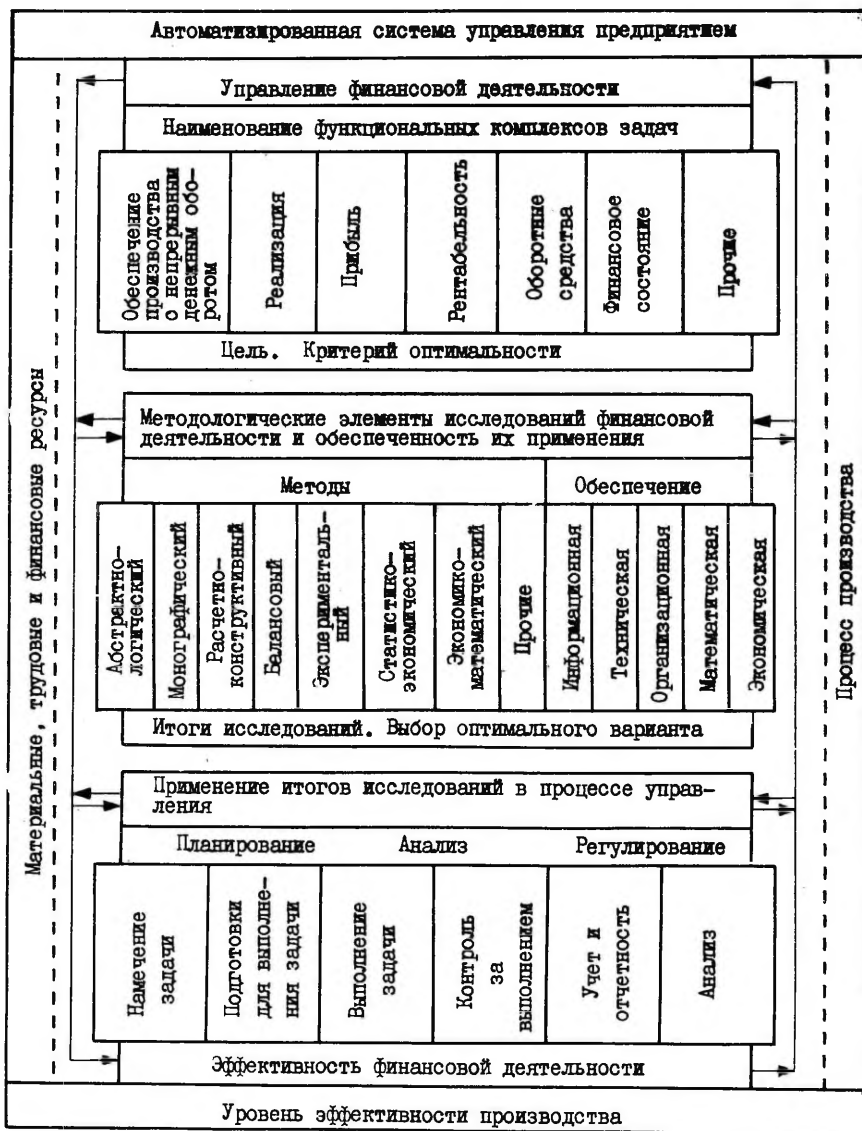 Автоматизированная система управления предприятием
Управление финансовой деятельности
Наименование функциональных комплексов задач
Обеспечение
производства
о непрерывным
денежным обо-
ротом
Реализация
Прибыль
Рентабельность
Оборотные
средства
Финансовое
состояние
Прочие
Цель. Критерий оптимальности
Материальные, трудовые и финансовые ресурсы
Процесс производства
Методологические элементы исследований финансовой
деятельности и обеспеченность их применения
Методы
Обеспечение
Абстрактно-
логический
Монографический
Расчетно-
конструктивный
Балансовый
Эксперименталь-
ный
Статистико-
экономический
Экономико-
математический
Прочие
Информационная
Техническая
Организационная
Математическая
Экономическая
Итоги исследований. Выбор оптимального варианта
Применение итогов исследований в процессе управ-
ления
Планирование Анализ Регулирование
Намечение
задачи
Подготовки
для выполне-
ния задачи
Выполнение
задачи
Контроль
за
выполнением
Учет и
отчетность
Анализ
Эффективность финансовой деятельности
Уровень эффективности производства